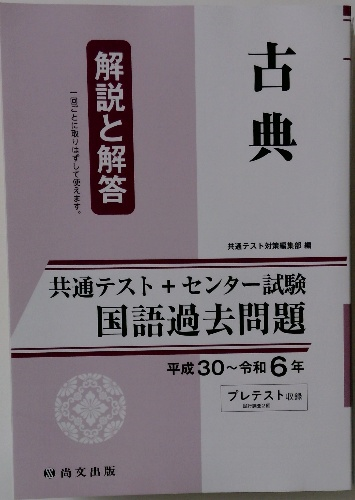 古典
解説と解答
一回ごとに取りはずして使えます。
共通テスト対策編集部 編
共通テスト+センター試験
国語過去問題
平成30~令和6年
プレテスト収録
尚文出版